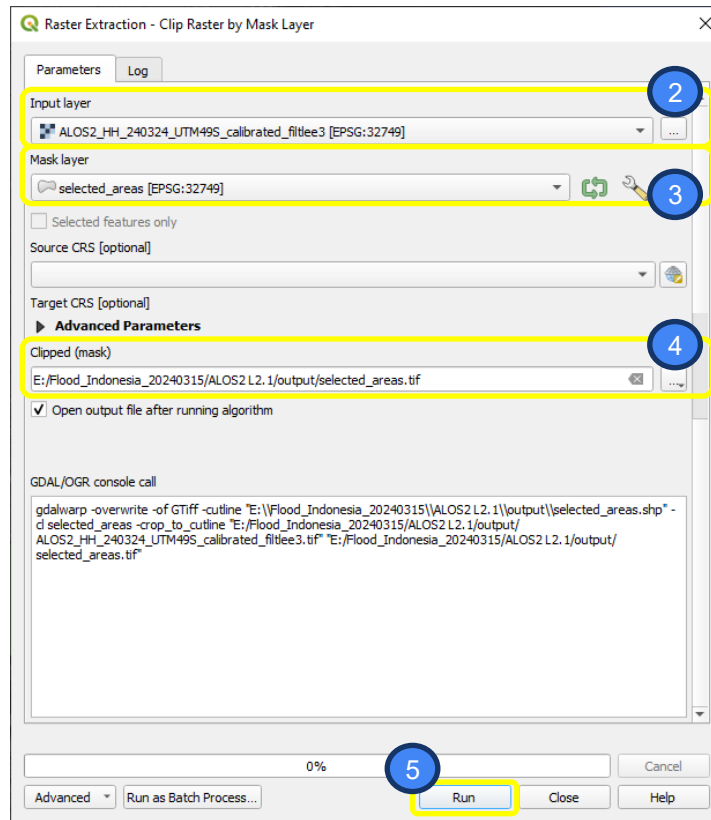 Raster Extraction - Clip Raster by Mask Layer
Parameters Log
2
Input layer
ALOS2_HH_240324_UTM49S_calibrated_filtlee3 [EPSG:32749]
...
Mask layer
selected_areas [EPSG:32749]
3
Selected features only
Source CRS [optional]
Target CRS [optional]
Advanced Parameters
4
Clipped (mask)
E:/Flood_Indonesia_20240315/ALOS2 L2.1/output/selected_areas.tif
...
Open output file after running algorithm
GDAL/OGR console call
gdalwarp -overwrite -of GTiff -cutline "E:\\Flood_Indonesia_20240315\\ALOS2 L2.1\\output\\selected_areas.shp" -
cl selected_areas -crop_to_cutline "E:/Flood_Indonesia_20240315/ALOS2 L2.1/output/
ALOS2_HH_240324_UTM49S_calibrated_filtlee3.tif" "E:/Flood_Indonesia_20240315/ALOS2 L2.1/output/
selected_areas.tif"
0%
5
Cancel
Advanced Run as Batch Process... Run Close Help